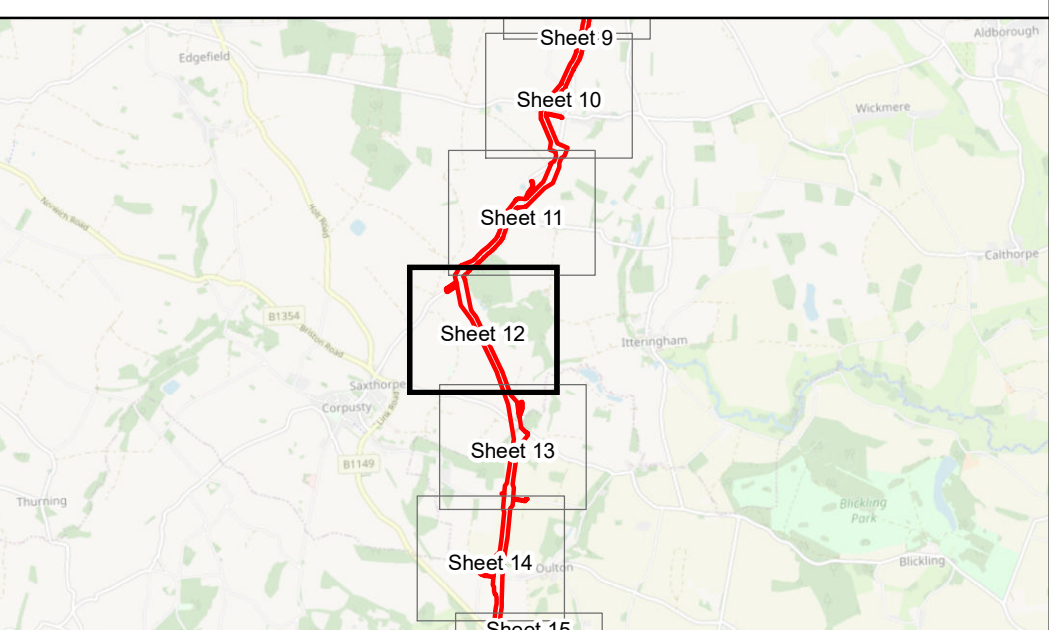 Sheet 9
Aldborough
Edgefield
Sheet 10
Wickmere
Norwich Road
Holt Road
Sheet 11
Calthorpe
B1354
Briston Road
Sheet 12
Itteringham
Saxthorpe
Corpusty
Link Road
Sheet 13
B1149
Thurning
Blickling
Park
Sheet 14
Oulton
Blickling
Sheet 15